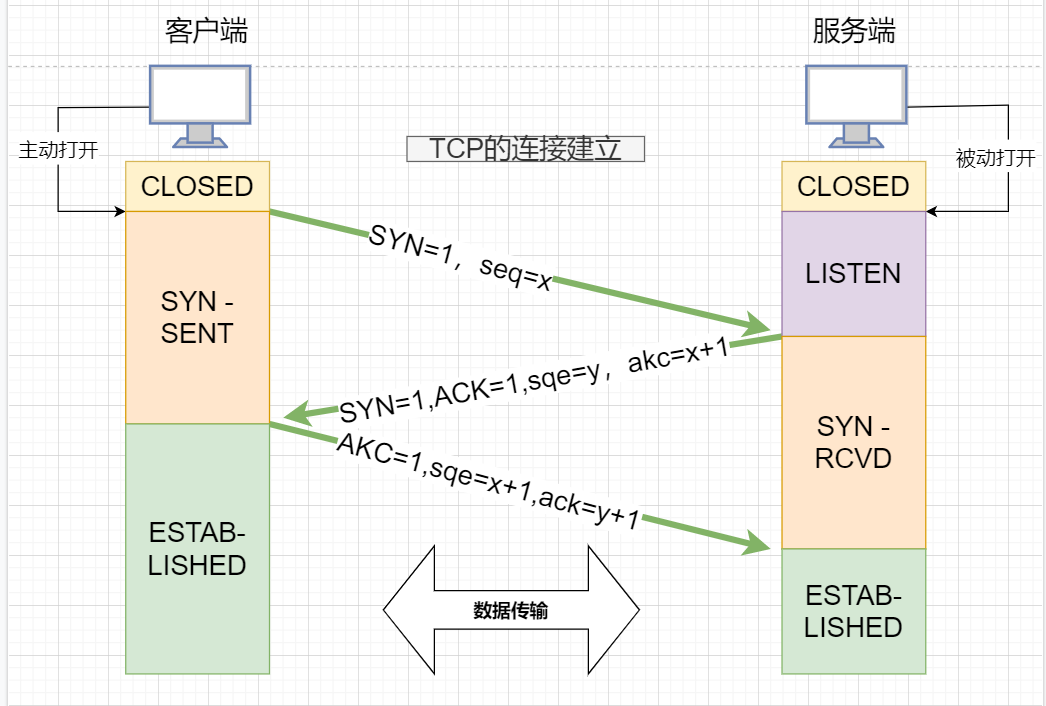 客户端
服务端
主动打开
TCP的连接建立
被动打开
CLOSED
CLOSED
SYN=1，seq=x
LISTEN
SYN -
SENT
SYN=1,ACK=1,sqe=y，akc=x+1
SYN -
RCVD
AKC=1,sqe=x+1,ack=y+1
ESTAB-
LISHED
数据传输
ESTAB-
LISHED